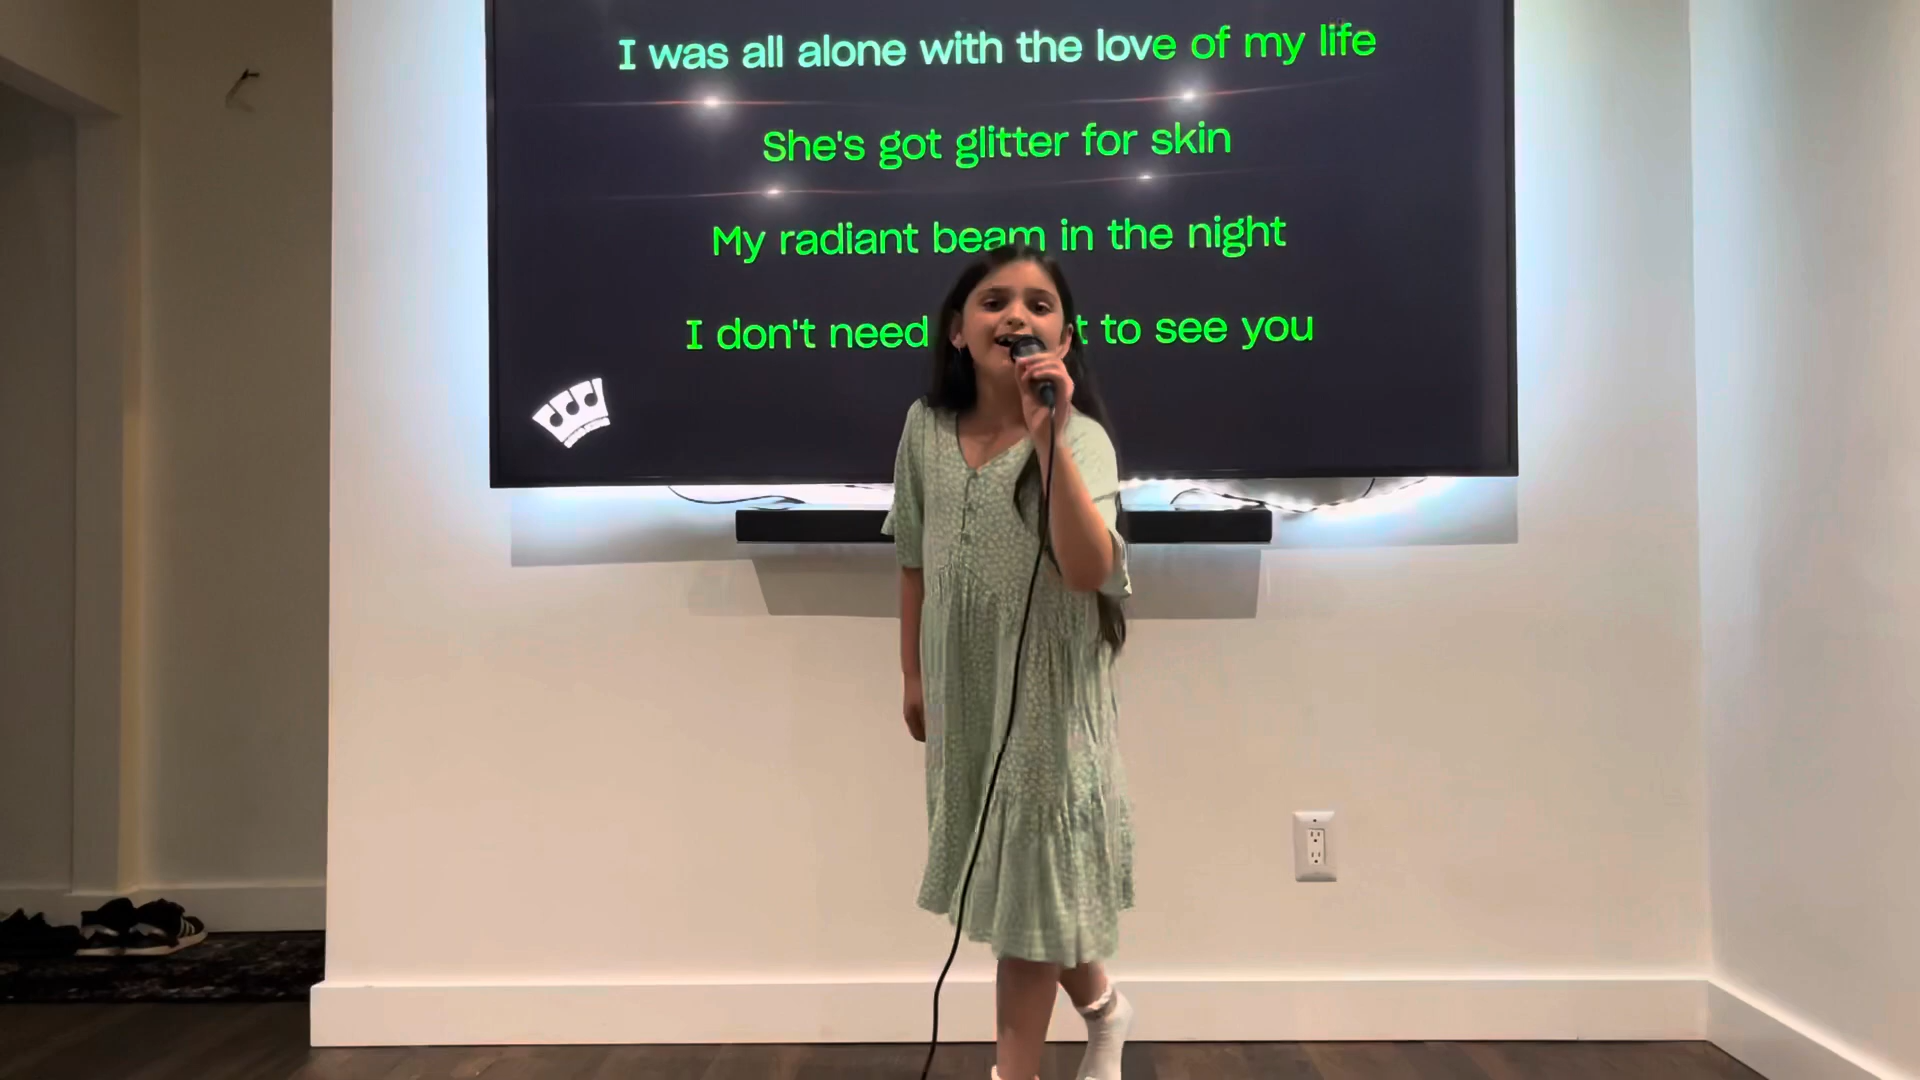 I was all alone with the love of my life
She's got glitter for skin
My radiant beam in the night
I don't need t to see you